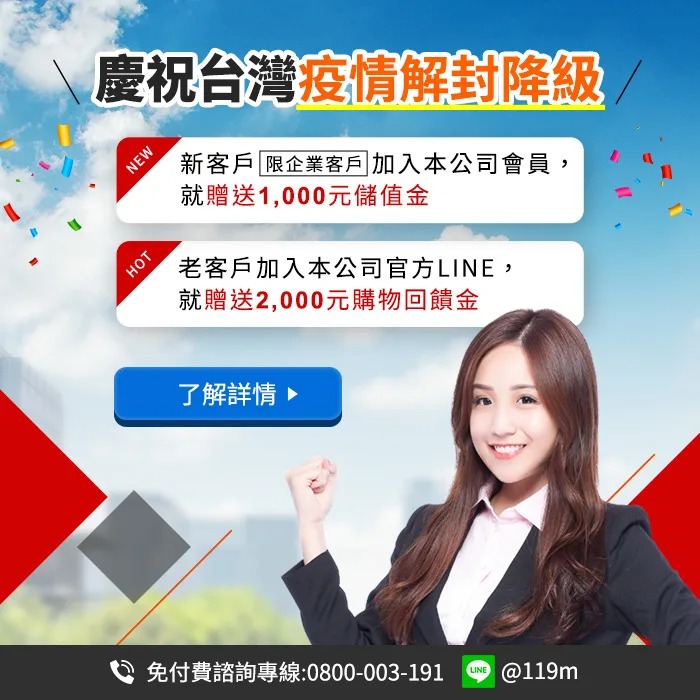 慶祝台灣疫情解封降級
NEW
新客戶 限企業客戶 加入本公司會員，
就贈送1,000元儲值金
HOT
老客戶加入本公司官方LINE，
就贈送2,000元購物回饋金
了解詳情
免付費諮詢專線:0800-003-191 LINE @119m